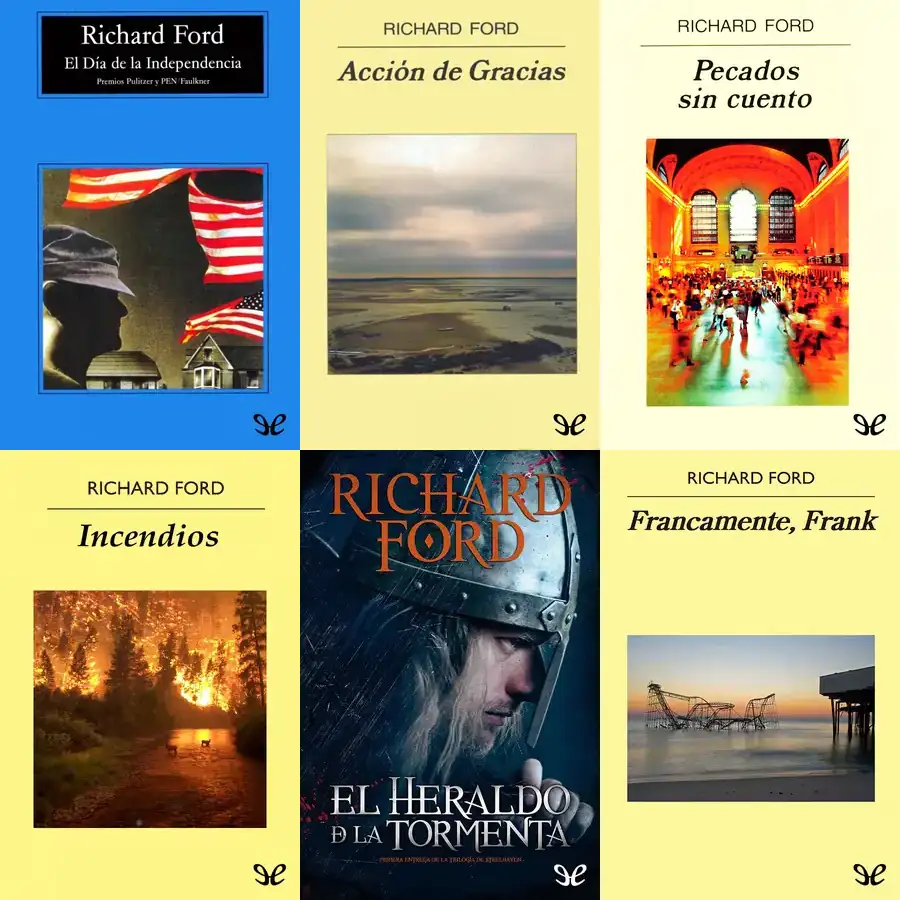 Richard Ford
El Día de la Independencia
Premios Pulitzer y PEN Faulkner
RICHARD FORD
Acción de Gracias
RICHARD FORD
Pecados
sin cuento
RICHARD FORD
Incendios
RICHARD
FORD
EL HERALDO
D LA TORMENTA
PRIMERA ENTREGA DE LA TRILOGÍA DE STEELHAVEN
RICHARD FORD
Francamente, Frank